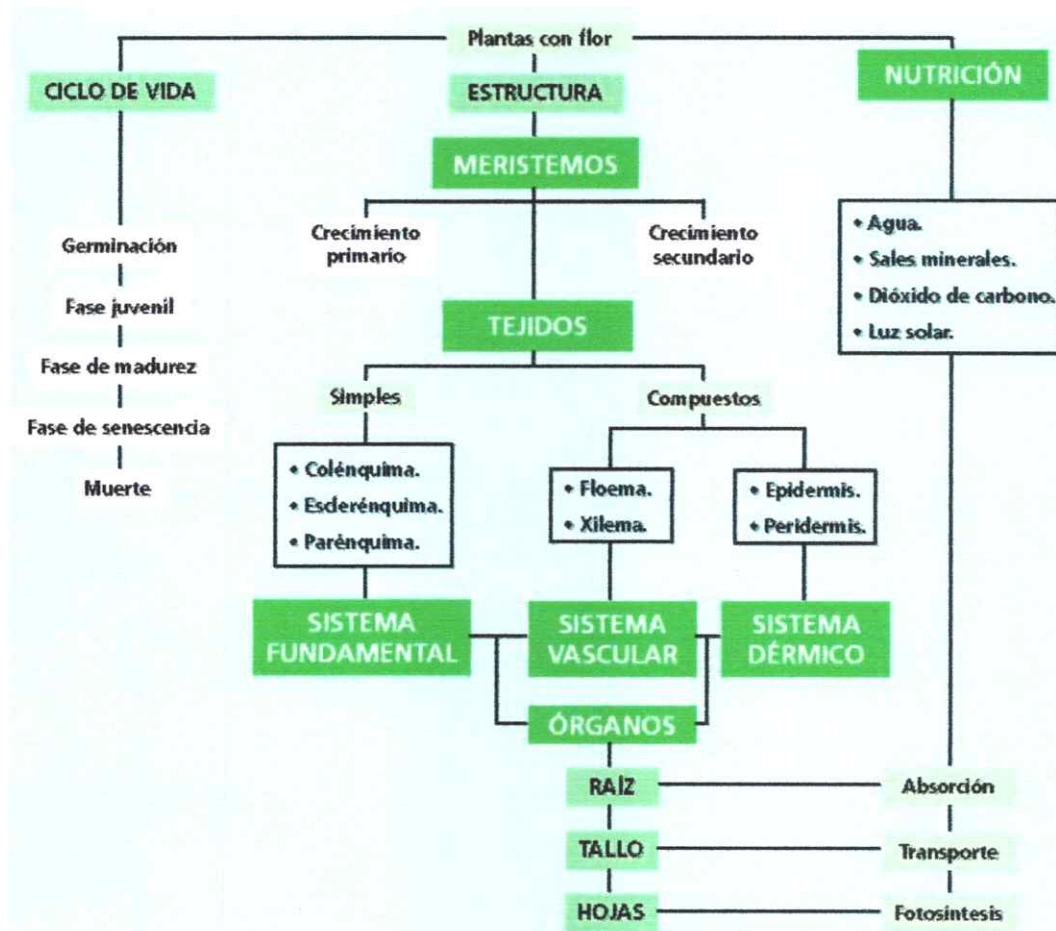 Plantas con flor
CICLO DE VIDA
ESTRUCTURA
NUTRICIÓN
MERISTEMOS
Crecimiento
primario
Crecimiento
secundario
Germinación
Fase juvenil
Fase de madurez
Fase de senescencia
Muerte
• Agua.
• Sales minerales.
• Dióxido de carbono.
• Luz solar.
TEJIDOS
Simples
Compuestos
• Colénquima.
• Esclerénquima.
• Parénquima.
• Floema.
• Xilema.
• Epidermis.
• Peridermis.
SISTEMA
FUNDAMENTAL
SISTEMA
VASCULAR
SISTEMA
DÉRMICO
ÓRGANOS
RAÍZ
Absorción
TALLO
Transporte
HOJAS
Fotosíntesis